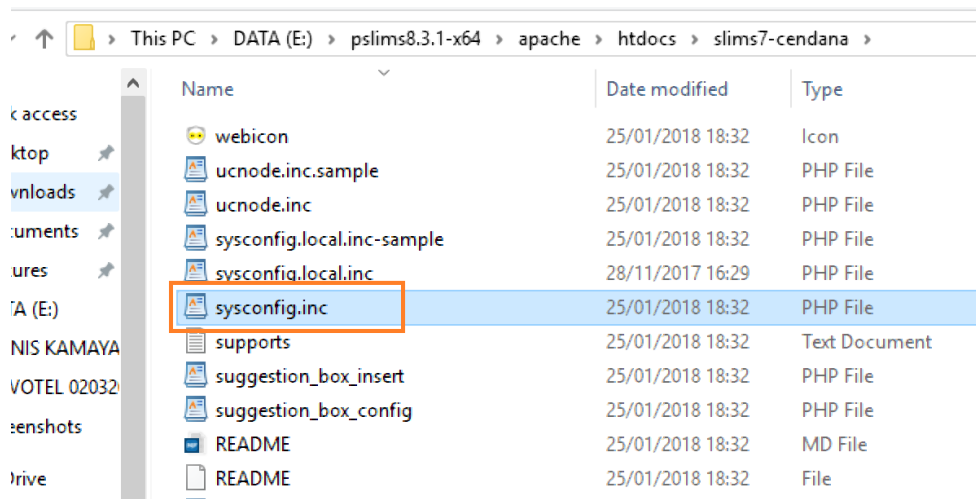 This PC > DATA (E:) > pslims8.3.1-x64 > apache > htdocs > slims7-cendana >
Name Date modified Type
k access
ktop
wnloads
cuments
tures
TA (E:)
NIS KAMAYA
VOTEL 02032
eenshots
Drive
webicon 25/01/2018 18:32 Icon
ucnode.inc.sample 25/01/2018 18:32 PHP File
ucnode.inc 25/01/2018 18:32 PHP File
sysconfig.local.inc-sample 25/01/2018 18:32 PHP File
sysconfig.local.inc 28/11/2017 16:29 PHP File
sysconfig.inc 25/01/2018 18:32 PHP File
supports 25/01/2018 18:32 Text Document
suggestion_box_insert 25/01/2018 18:32 PHP File
suggestion_box_config 25/01/2018 18:32 PHP File
README 25/01/2018 18:32 MD File
README 25/01/2018 18:32 File